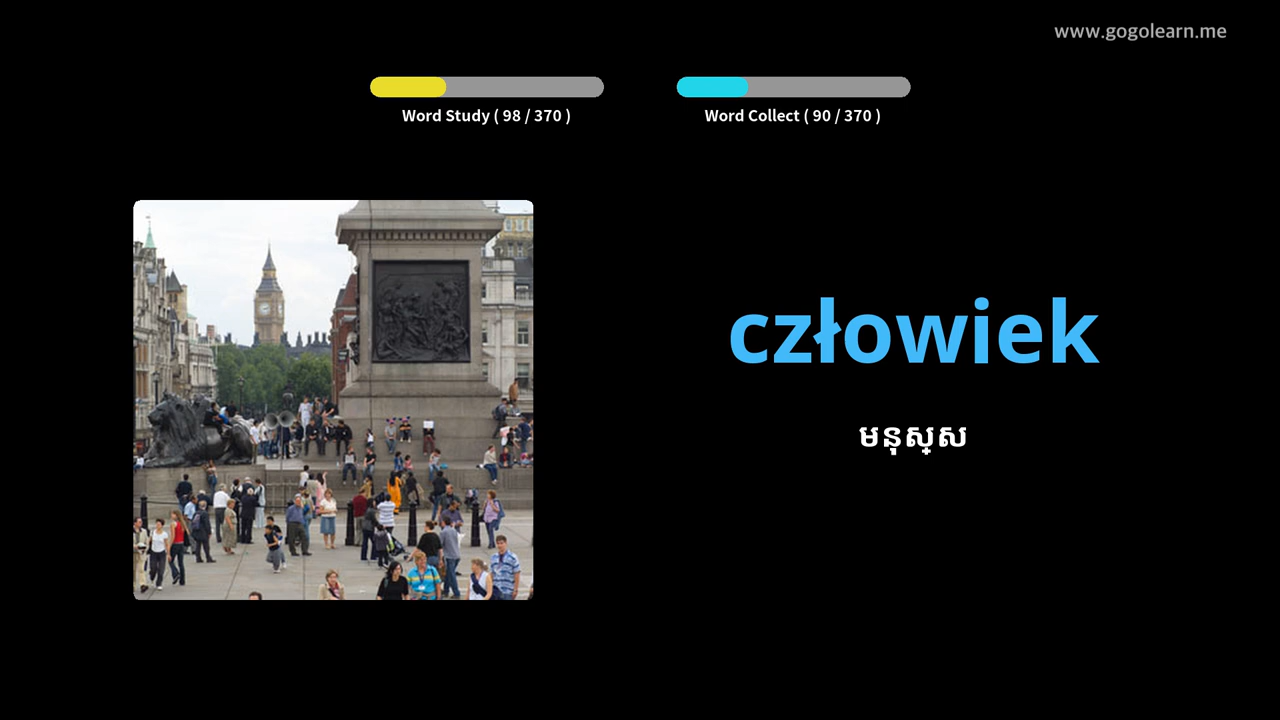 www.gogolearn.me
Word Study ( 98 / 370 )
Word Collect ( 90 / 370 )
człowiek
មនុស្ស